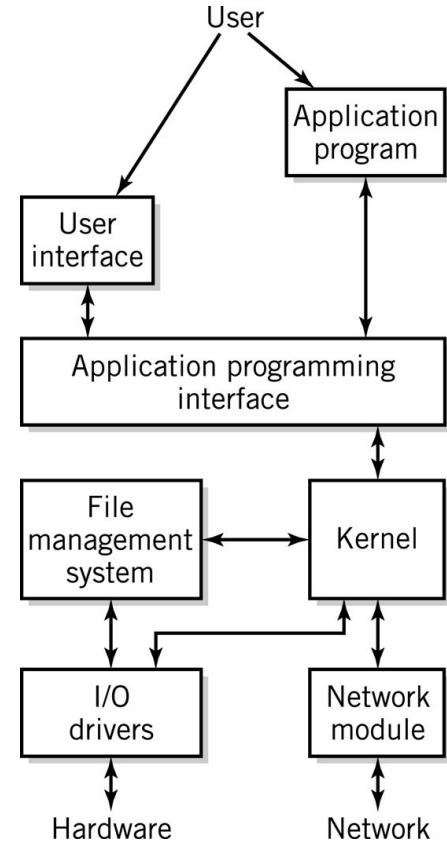 User
Application
program
User
interface
Application programming
interface
File
management
system
Kernel
I/O
drivers
Network
module
Hardware
Network